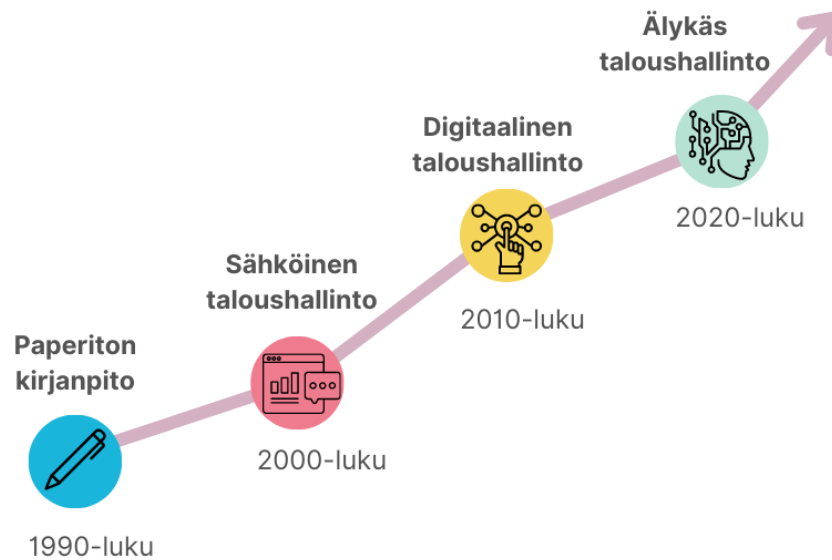 Paperiton
kirjanpito
1990-luku
Sähköinen
taloushallinto
2000-luku
Digitaalinen
taloushallinto
2010-luku
Älykäs
taloushallinto
2020-luku